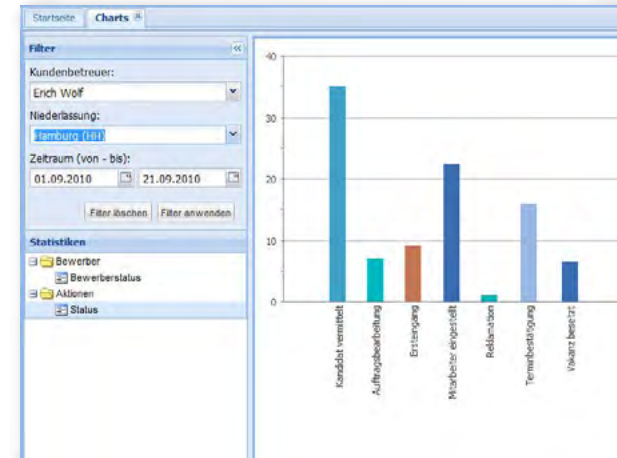 Startseite Charts
Filter
Kundenbetreuer:
Erich Wolf
Niederlassung:
Hamburg (HH)
Zeitraum (von - bis):
01.09.2010 21.09.2010
Filter löschen Filter anwenden
Statistiken
Bewerber
Bewerberstatus
Aktionen
Status
40
30
20
10
0
Kandidat vermittelt
Auftragsbearbeitung
Ersteingang
Mitarbeiter eingestellt
Reklamation
Terminbestätigung
Vakanz besetzt